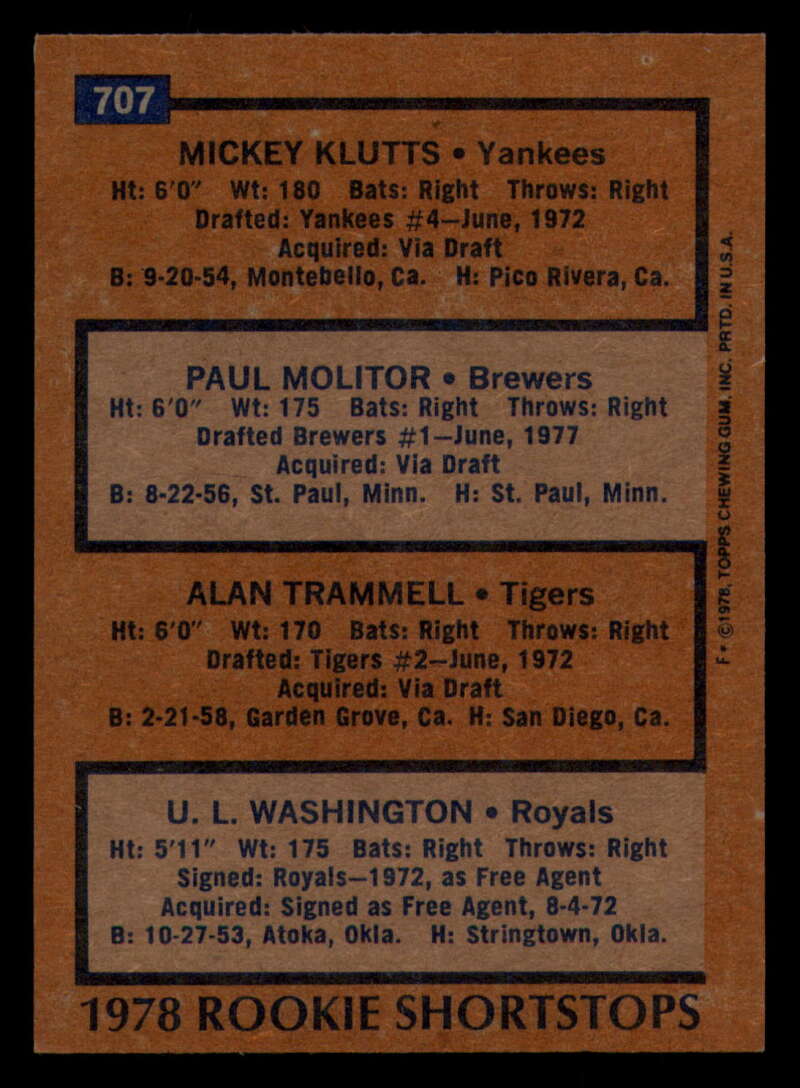 707
MICKEY KLUTTS • Yankees
Ht: 6'0" Wt: 180 Bats: Right Throws: Right
Drafted: Yankees #4—June, 1972
Acquired: Via Draft
B: 9-20-54, Montebello, Ca. H: Pico Rivera, Ca.
PAUL MOLITOR • Brewers
Ht: 6'0" Wt: 175 Bats: Right Throws: Right
Drafted Brewers #1—June, 1977
Acquired: Via Draft
B: 8-22-56, St. Paul, Minn. H: St. Paul, Minn.
ALAN TRAMMELL • Tigers
Ht: 6'0" Wt: 170 Bats: Right Throws: Right
Drafted: Tigers #2—June, 1972
Acquired: Via Draft
B: 2-21-58, Garden Grove, Ca. H: San Diego, Ca.
U. L. WASHINGTON • Royals
Ht: 5'11" Wt: 175 Bats: Right Throws: Right
Signed: Royals—1972, as Free Agent
Acquired: Signed as Free Agent, 8-4-72
B: 10-27-53, Atoka, Okla. H: Stringtown, Okla.
1978 ROOKIE SHORTSTOPS
F* ©1978, TOPPS CHEWING GUM, INC. PRTD. IN U.S.A.